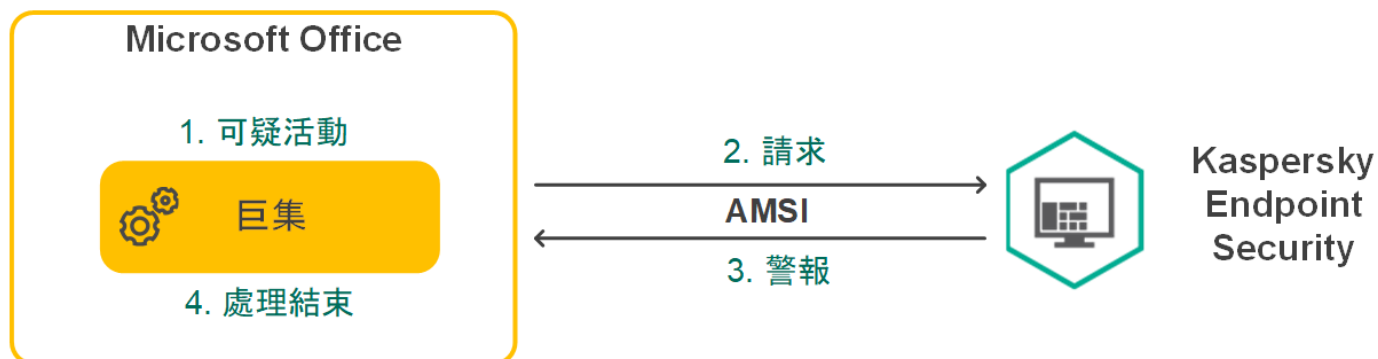 Microsoft Office
1. 可疑活動
巨集
4. 處理結束
2. 請求
AMSI
3. 警報
Kaspersky
Endpoint
Security